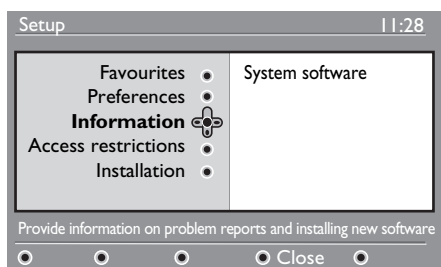 Setup 11:28
Favourites System software
Preferences
Information
Access restrictions
Installation
Provide information on problem reports and installing new software
Close